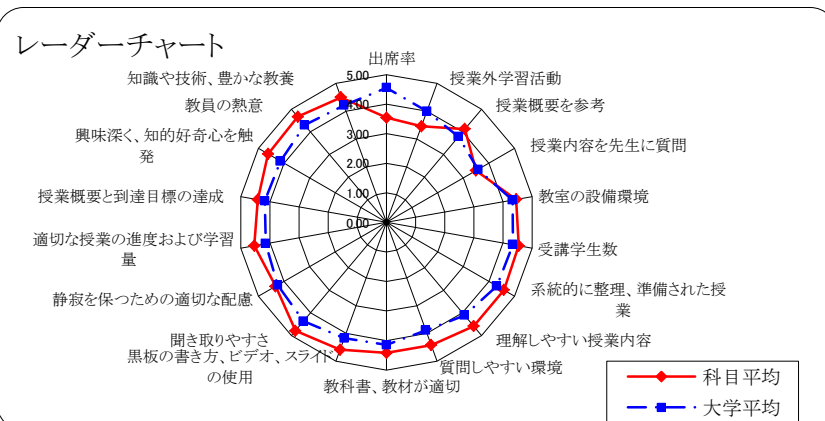 レーダーチャート
出席率
授業外学習活動
授業概要を参考
授業内容を先生に質問
教室の設備環境
受講学生数
系統的に整理、準備された授
業
理解しやすい授業内容
質問しやすい環境
教科書、教材が適切
黒板の書き方、ビデオ、スライド
の使用
聞き取りやすさ
静寂を保つための適切な配慮
適切な授業の進度および学習
量
授業概要と到達目標の達成
興味深く、知的好奇心を触
発
教員の熱意
知識や技術、豊かな教養
5.00
4.00
3.00
2.00
1.00
0.00
科目平均
大学平均